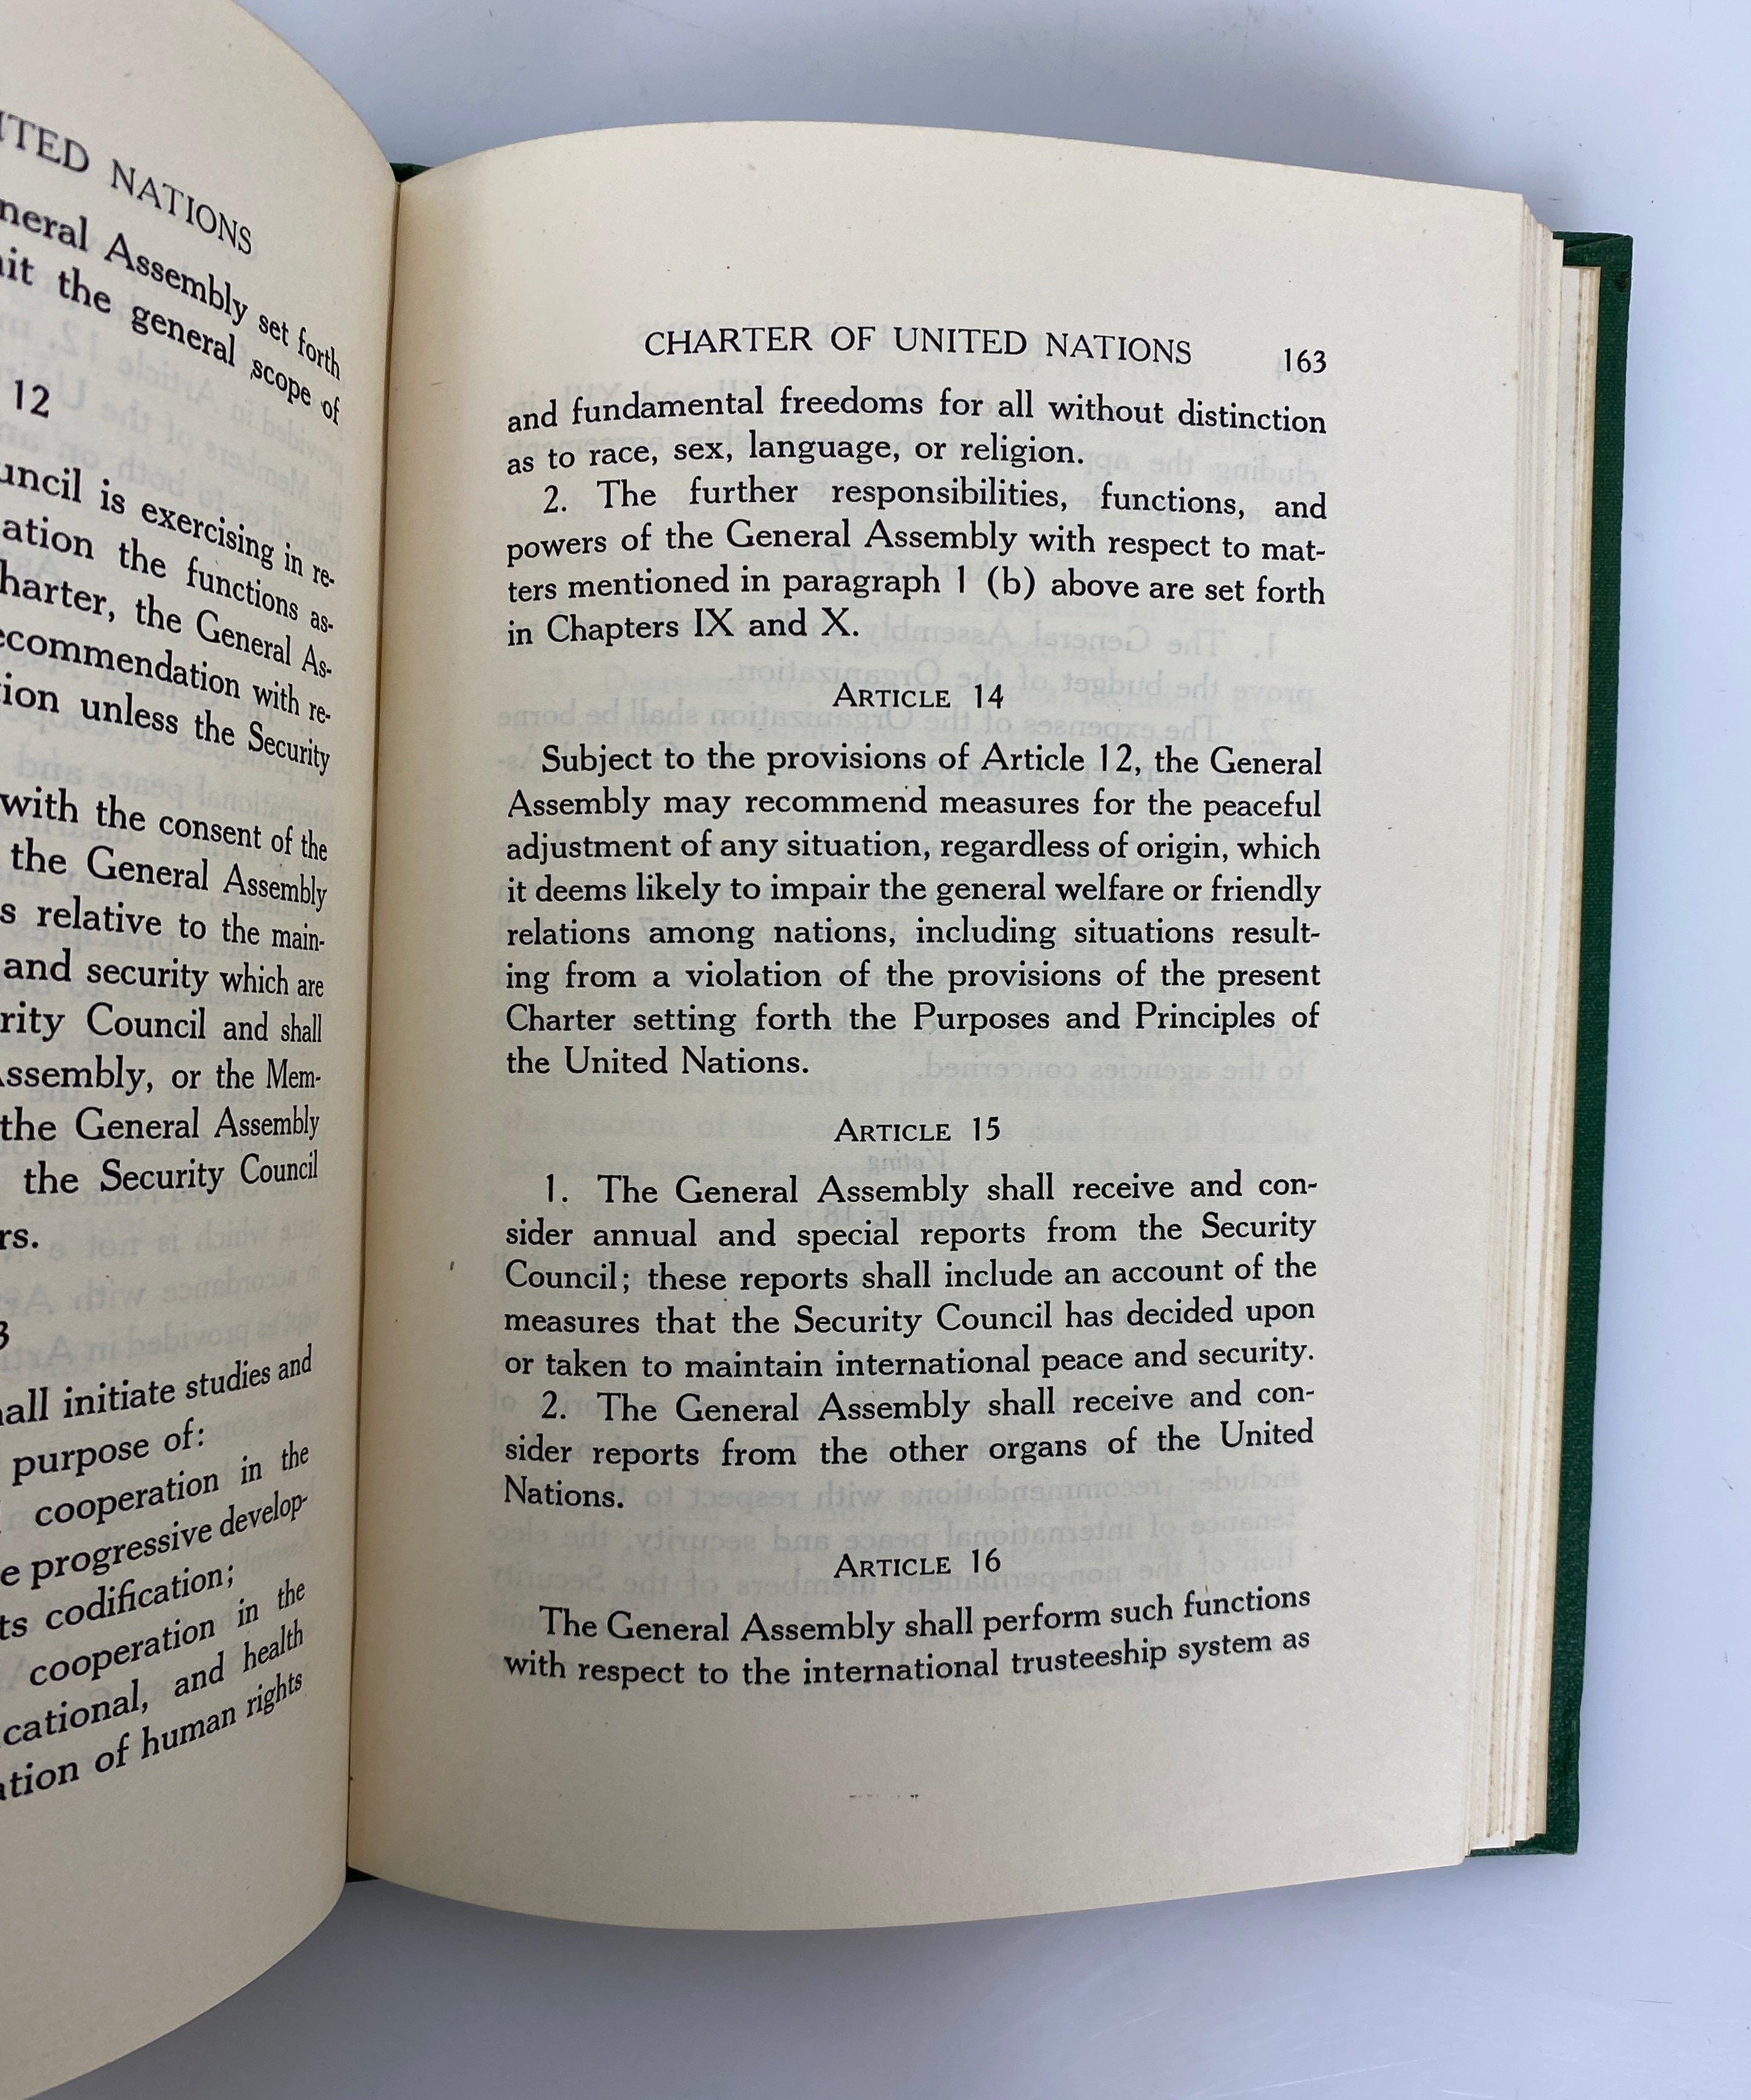 ITED NATIONS
neral Assembly set forth
it the general scope of
12
uncil is exercising in re-
ation the functions as-
harter, the General As-
ecommendation with re-
ion unless the Security
with the consent of the
the General Assembly
s relative to the main-
and security which are
rity Council and shall
ssembly, or the Mem-
the General Assembly
the Security Council
rs.
3
all initiate studies and
purpose of:
cooperation in the
e progressive develop-
ts codification;
cooperation in the
cational, and health
ation of human rights
CHARTER OF UNITED NATIONS 163
and fundamental freedoms for all without distinction
as to race, sex, language, or religion.
2. The further responsibilities, functions, and
powers of the General Assembly with respect to mat-
ters mentioned in paragraph 1 (b) above are set forth
in Chapters IX and X.
ARTICLE 14
Subject to the provisions of Article 12, the General
Assembly may recommend measures for the peaceful
adjustment of any situation, regardless of origin, which
it deems likely to impair the general welfare or friendly
relations among nations, including situations result-
ing from a violation of the provisions of the present
Charter setting forth the Purposes and Principles of
the United Nations.
ARTICLE 15
1. The General Assembly shall receive and con-
sider annual and special reports from the Security
Council; these reports shall include an account of the
measures that the Security Council has decided upon
or taken to maintain international peace and security.
2. The General Assembly shall receive and con-
sider reports from the other organs of the United
Nations.
ARTICLE 16
The General Assembly shall perform such functions
with respect to the international trusteeship system as